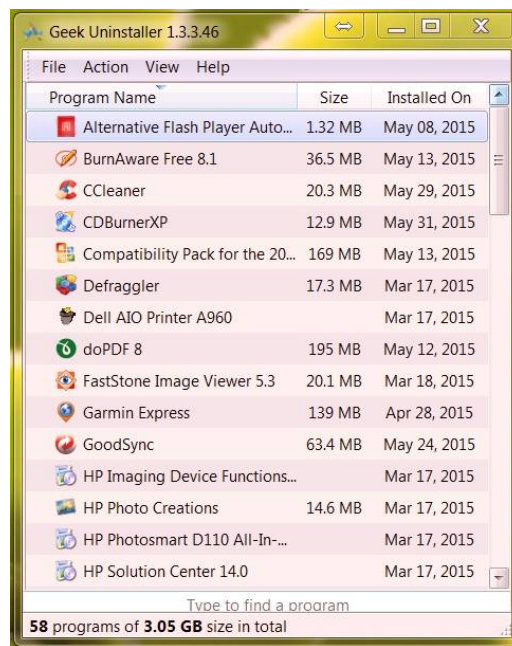 Geek Uninstaller 1.3.3.46
File Action View Help
Program Name Size Installed On
Alternative Flash Player Auto... 1.32 MB May 08, 2015
BurnAware Free 8.1 36.5 MB May 13, 2015
CCleaner 20.3 MB May 29, 2015
CDBurnerXP 12.9 MB May 31, 2015
Compatibility Pack for the 20... 169 MB May 13, 2015
Defraggler 17.3 MB Mar 17, 2015
Dell AIO Printer A960 Mar 17, 2015
doPDF 8 195 MB May 12, 2015
FastStone Image Viewer 5.3 20.1 MB Mar 18, 2015
Garmin Express 139 MB Apr 28, 2015
GoodSync 63.4 MB May 24, 2015
HP Imaging Device Functions... Mar 17, 2015
HP Photo Creations 14.6 MB Mar 17, 2015
HP Photosmart D110 All-In-... Mar 17, 2015
HP Solution Center 14.0 Mar 17, 2015
Type to find a program
58 programs of 3.05 GB size in total